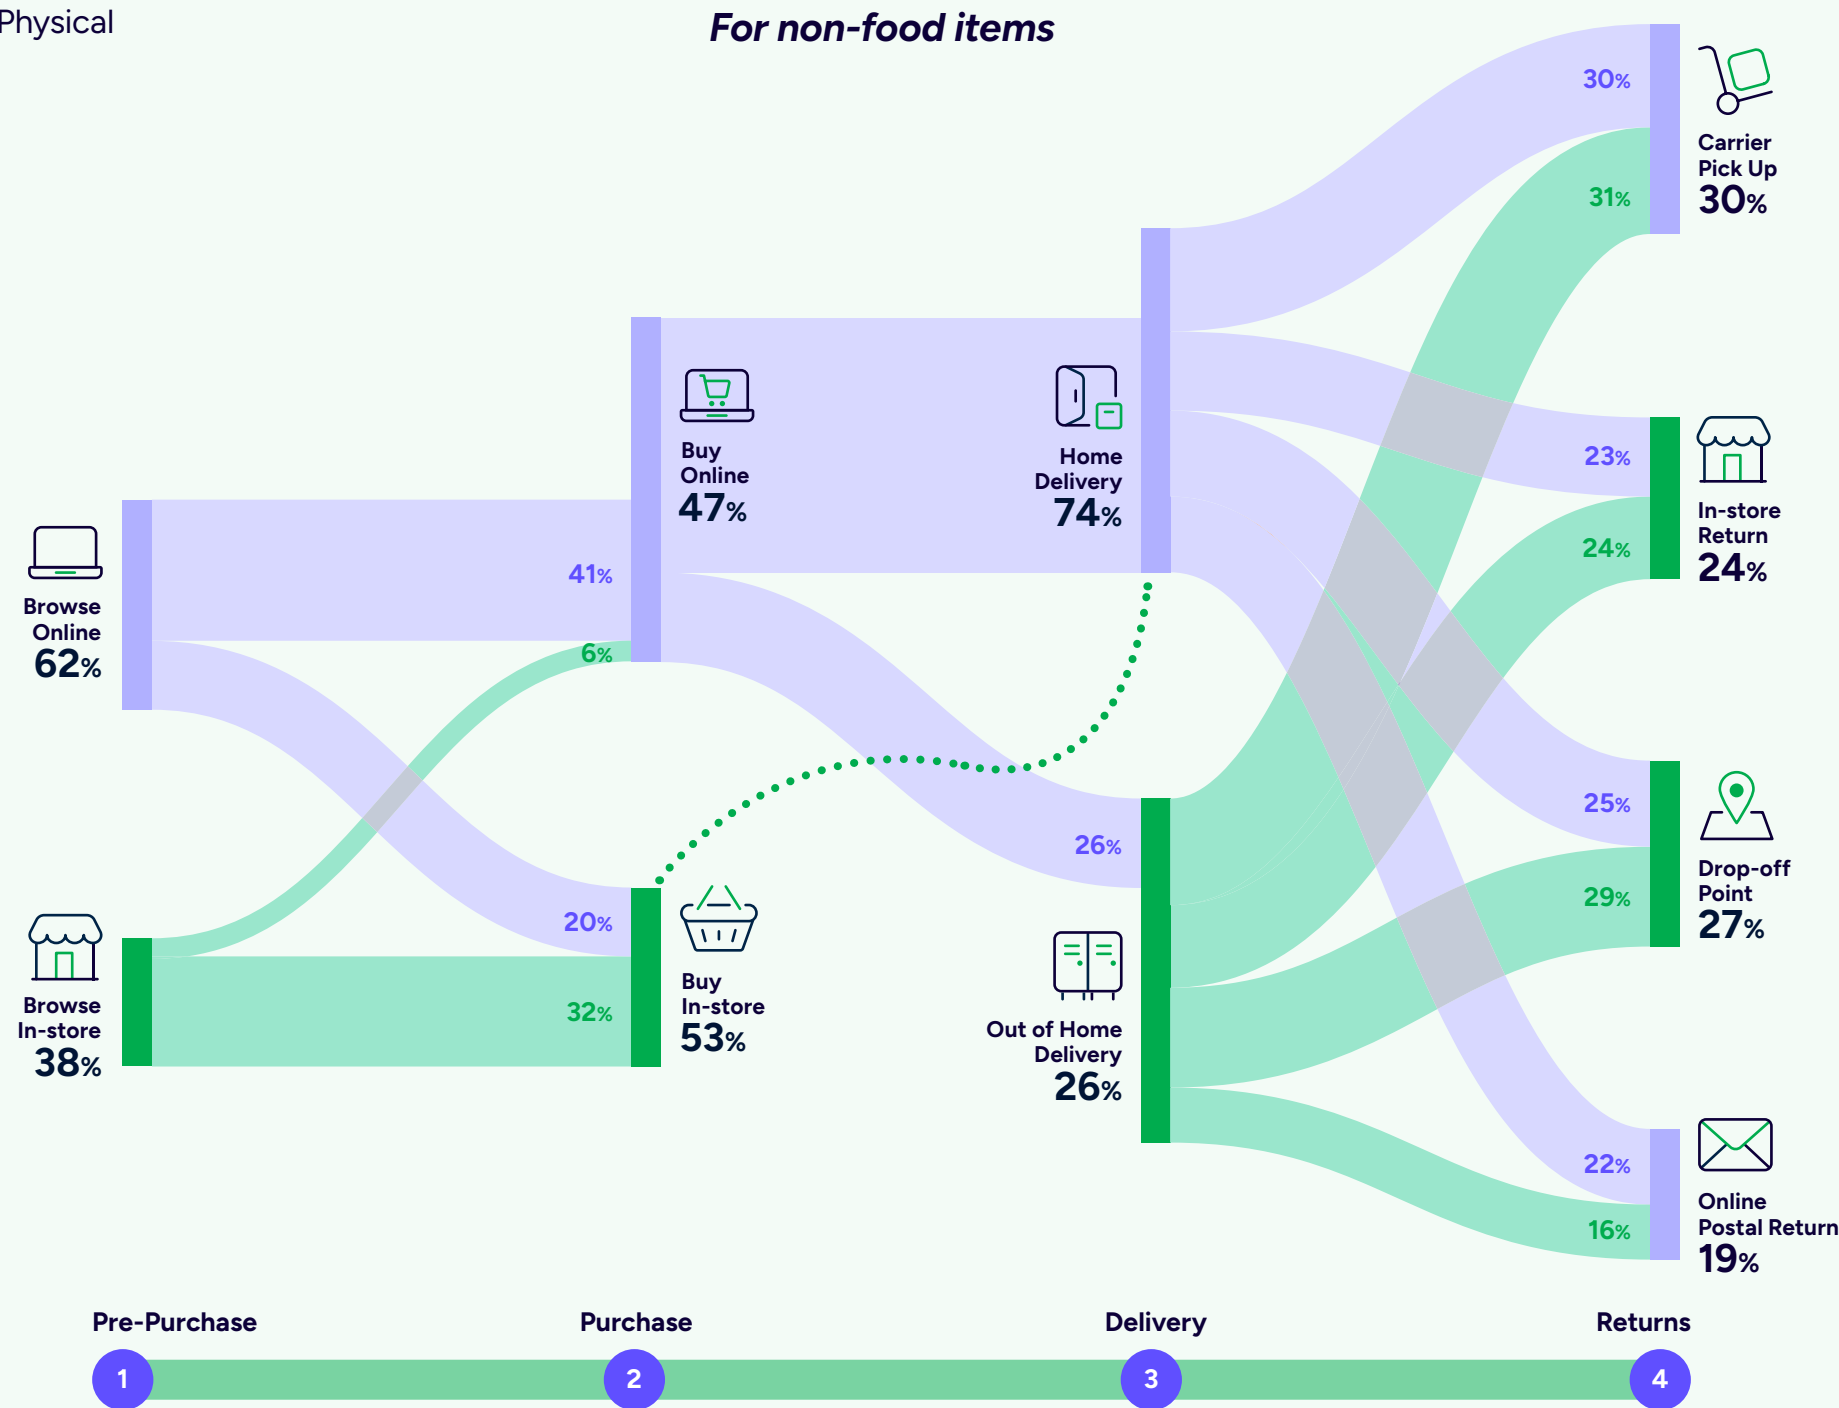 Physical
For non-food items
30%
Carrier
Pick Up
30%
31%
Browse
Online
62%
41%
6%
Buy
Online
47%
Home
Delivery
74%
23%
24%
In-store
Return
24%
Browse
In-store
38%
20%
32%
Buy
In-store
53%
26%
Out of Home
Delivery
26%
25%
29%
Drop-off
Point
27%
22%
16%
Online
Postal Return
19%
Pre-Purchase
Purchase
Delivery
Returns
1
2
3
4